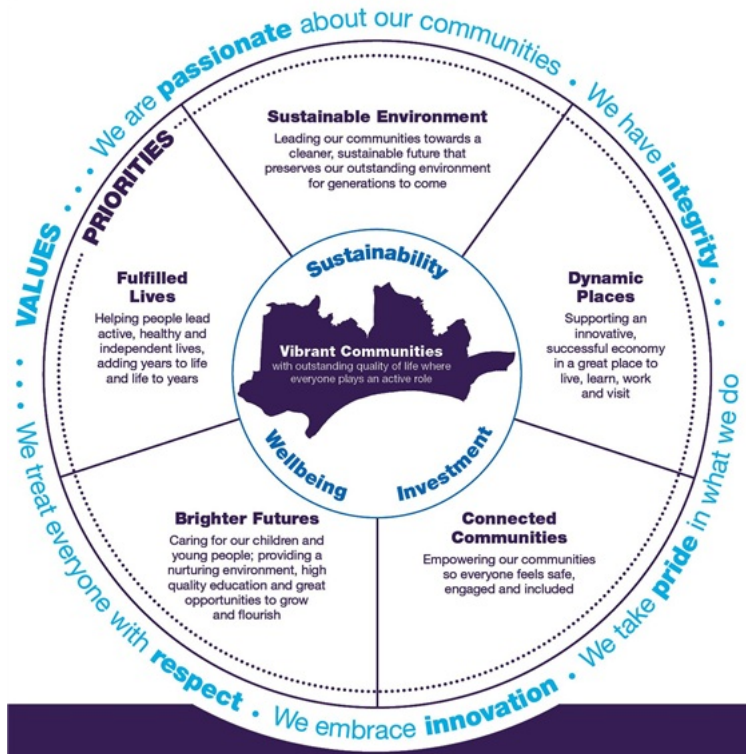 VALUES . . . . We are passionate about our communities • We have integrity . . .
. . . . We treat everyone with respect • We embrace innovation • We take pride in what we do
PRIORITIES
Sustainable Environment
Leading our communities towards a
cleaner, sustainable future that
preserves our outstanding environment
for generations to come
Dynamic
Places
Supporting an
innovative,
successful economy
in a great place to
live, learn, work
and visit
Connected
Communities
Empowering our communities
so everyone feels safe,
engaged and included
Brighter Futures
Caring for our children and
young people; providing a
nurturing environment, high
quality education and great
opportunities to grow
and flourish
Fulfilled
Lives
Helping people lead
active, healthy and
independent lives,
adding years to life
and life to years
Sustainability
Vibrant Communities
with outstanding quality of life where
everyone plays an active role
Wellbeing
Investment